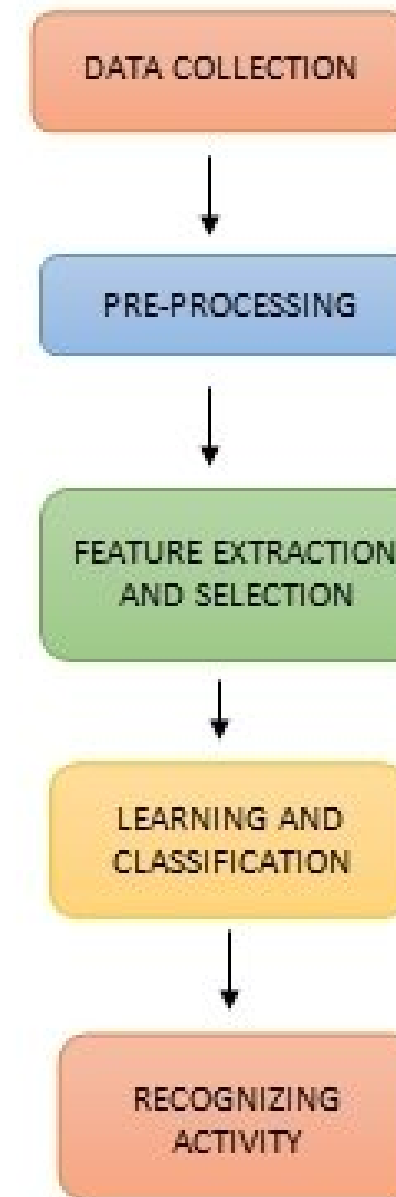 DATA COLLECTION
PRE-PROCESSING
FEATURE EXTRACTION
AND SELECTION
LEARNING AND
CLASSIFICATION
RECOGNIZING
ACTIVITY